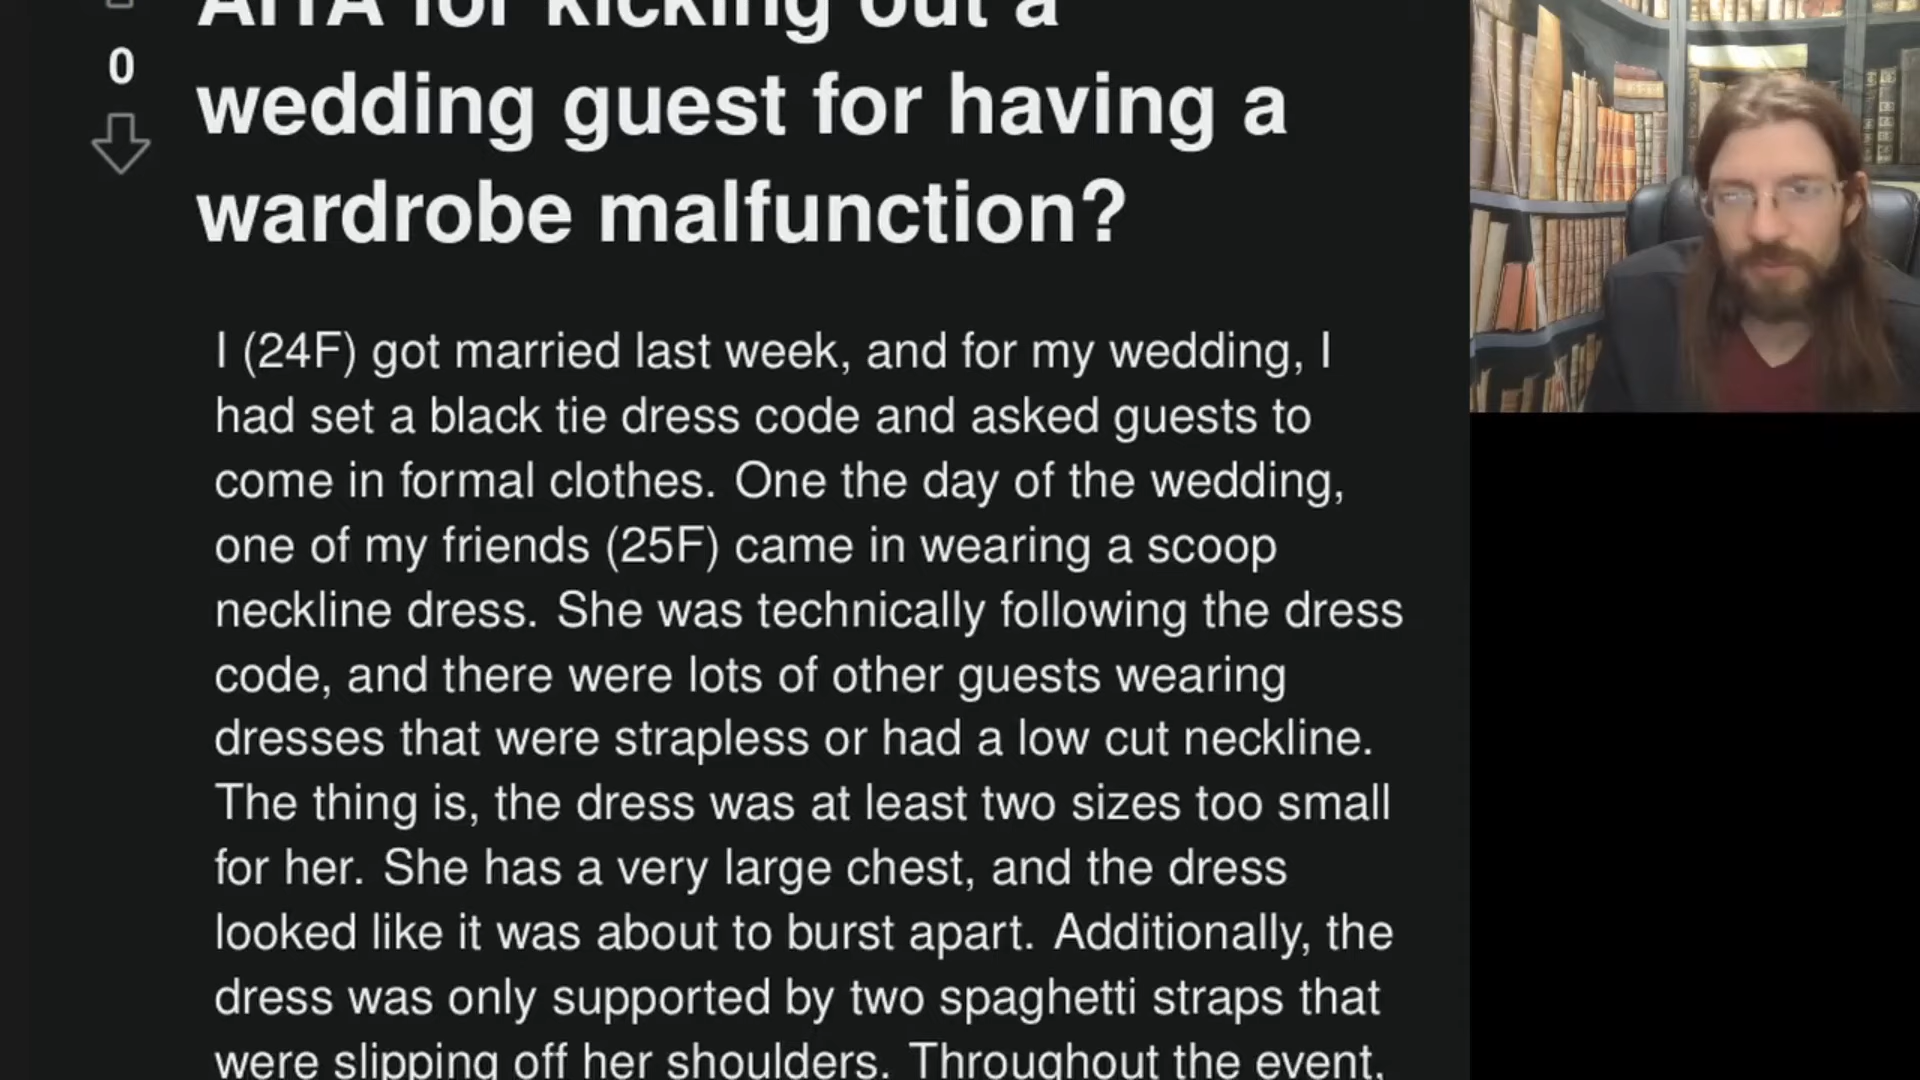 AITA for kicking out a
0
wedding guest for having a
wardrobe malfunction?
I (24F) got married last week, and for my wedding, I
had set a black tie dress code and asked guests to
come in formal clothes. One the day of the wedding,
one of my friends (25F) came in wearing a scoop
neckline dress. She was technically following the dress
code, and there were lots of other guests wearing
dresses that were strapless or had a low cut neckline.
The thing is, the dress was at least two sizes too small
for her. She has a very large chest, and the dress
looked like it was about to burst apart. Additionally, the
dress was only supported by two spaghetti straps that
were slipping off her shoulders. Throughout the event,